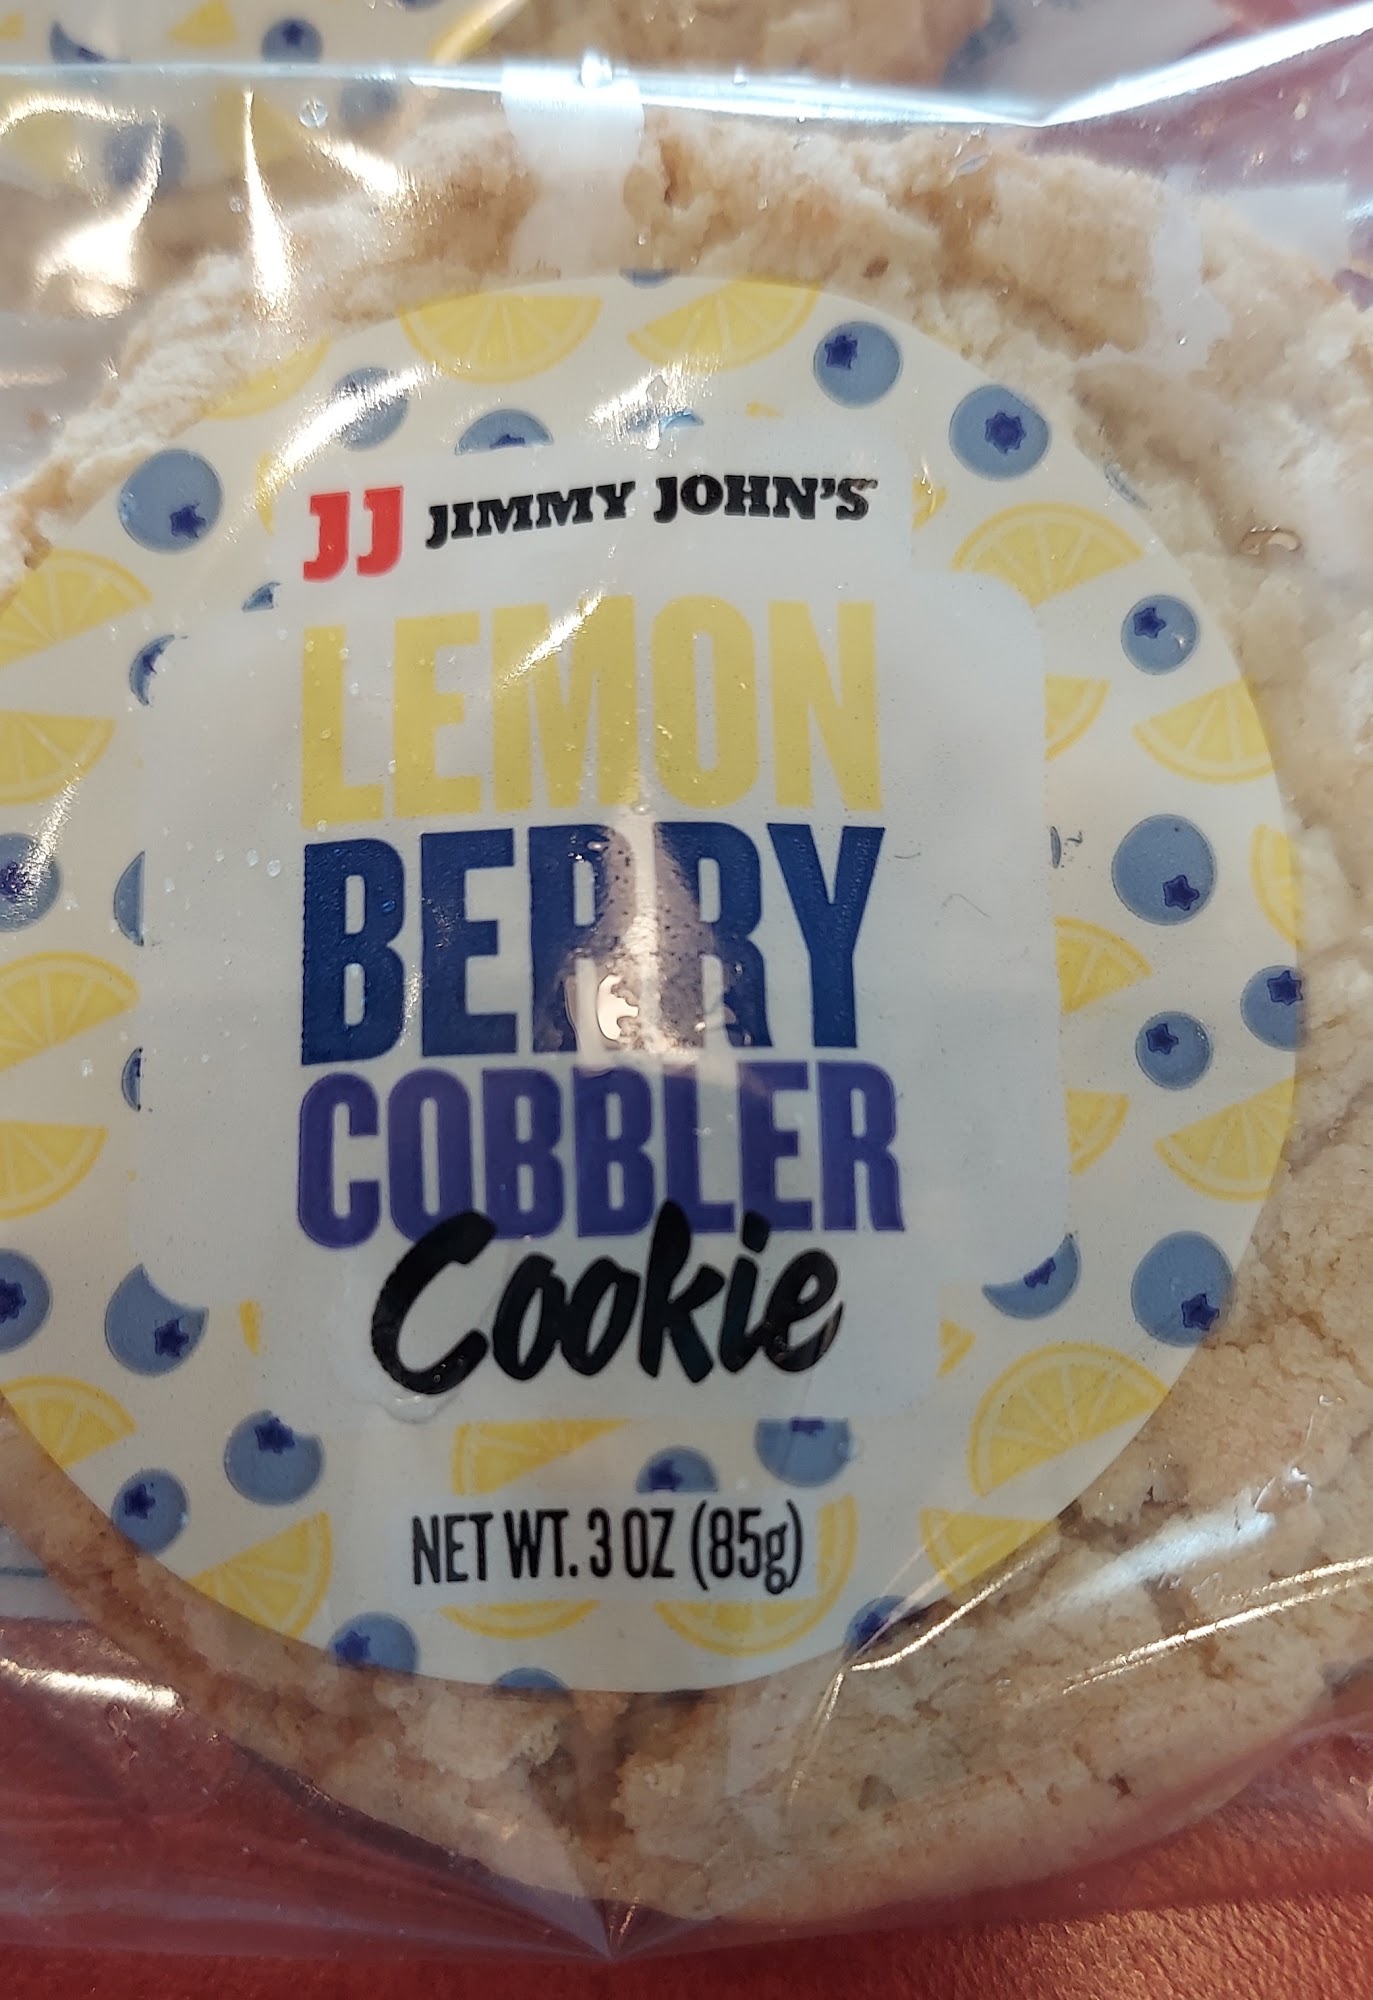 JJ JIMMY JOHN'S
LEMON
BERRY
COBBLER
Cookie
NET WT. 3 OZ (85g)